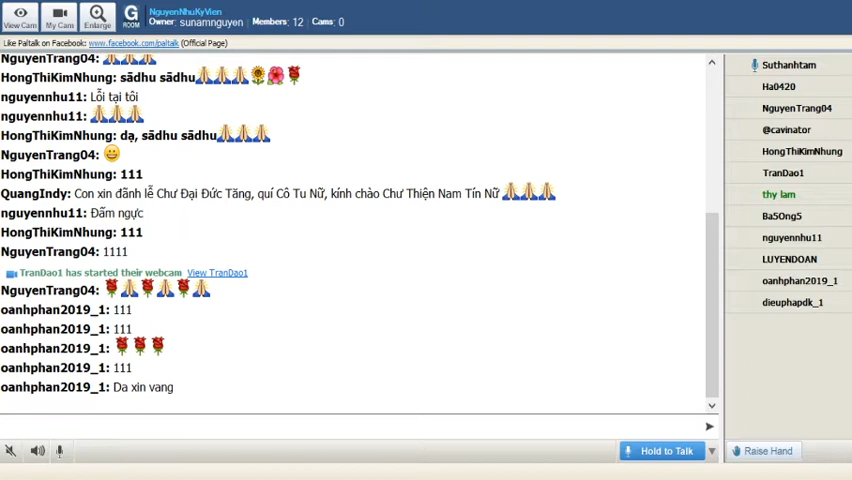 View Cam
My Cam
Enlarge
G
ROOM
NguyenNhuKyVien
Owner: sunamnguyen Members: 12 Cams: 0
Like Paltalk on Facebook: www.facebook.com/paltalk (Official Page)
NguyenTrang04: 🙏🙏🙏
HongThiKimNhung: sādhu sādhu🙏🙏🙏🌻🌺🌹
nguyennhu11: Lỗi tại tôi
nguyennhu11: 🙏🙏🙏
HongThiKimNhung: dạ, sādhu sādhu🙏🙏🙏
NguyenTrang04: 😀
HongThiKimNhung: 111
QuangIndy: Con xin đãnh lễ Chư Đại Đức Tăng, quí Cô Tu Nữ, kính chào Chư Thiện Nam Tín Nữ 🙏🙏🙏
nguyennhu11: Đấm ngực
HongThiKimNhung: 111
NguyenTrang04: 1111
TranDao1 has started their webcam View TranDao1
NguyenTrang04: 🌹🙏🌹🙏🌹🙏
oanhphan2019_1: 111
oanhphan2019_1: 111
oanhphan2019_1: 🌹🌹🌹
oanhphan2019_1: 111
oanhphan2019_1: Da xin vang
Suthanhtam
Ha0420
NguyenTrang04
@cavinator
HongThiKimNhung
TranDao1
thy lam
Ba5Ong5
nguyennhu11
LUYENDOAN
oanhphan2019_1
dieuphapdk_1
Hold to Talk
Raise Hand